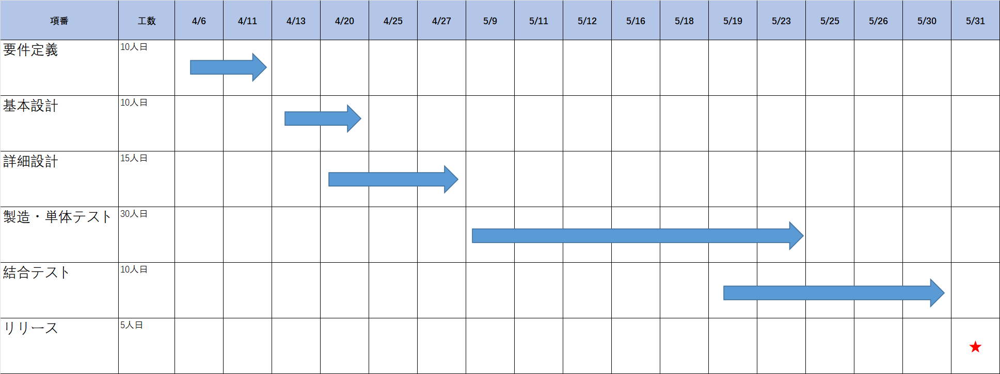 項番 工数 4/6 4/11 4/13 4/20 4/25 4/27 5/9 5/11 5/12 5/16 5/18 5/19 5/23 5/25 5/26 5/30 5/31
要件定義 10人日
基本設計 10人日
詳細設計 15人日
製造・単体テスト 30人日
結合テスト 10人日
リリース 5人日
★